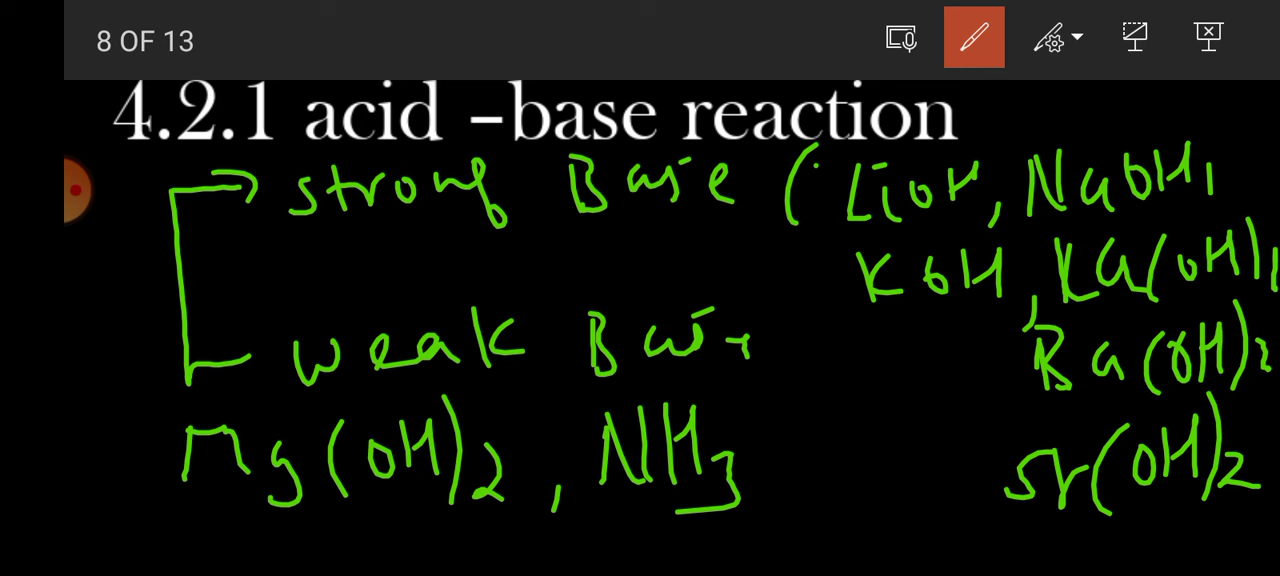 8 OF 13
4.2.1 acid –base reaction
strong Base (LiOH, NaOH,
KOH, Ca(OH)
weak Base
Ba(OH)2
Mg(OH)2, NH3
Sr(OH)2